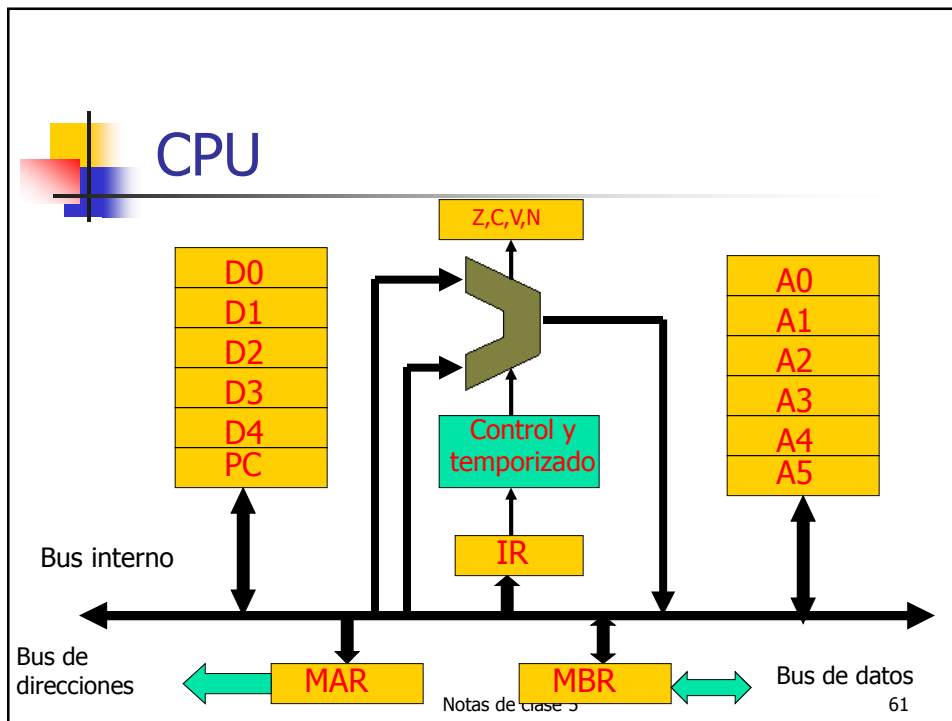 CPU
Z,C,V,N
D0
D1
D2
D3
D4
PC
A0
A1
A2
A3
A4
A5
Control y
temporizado
IR
Bus interno
Bus de
direcciones
MAR
MBR
Bus de datos
Notas de clase 5
61